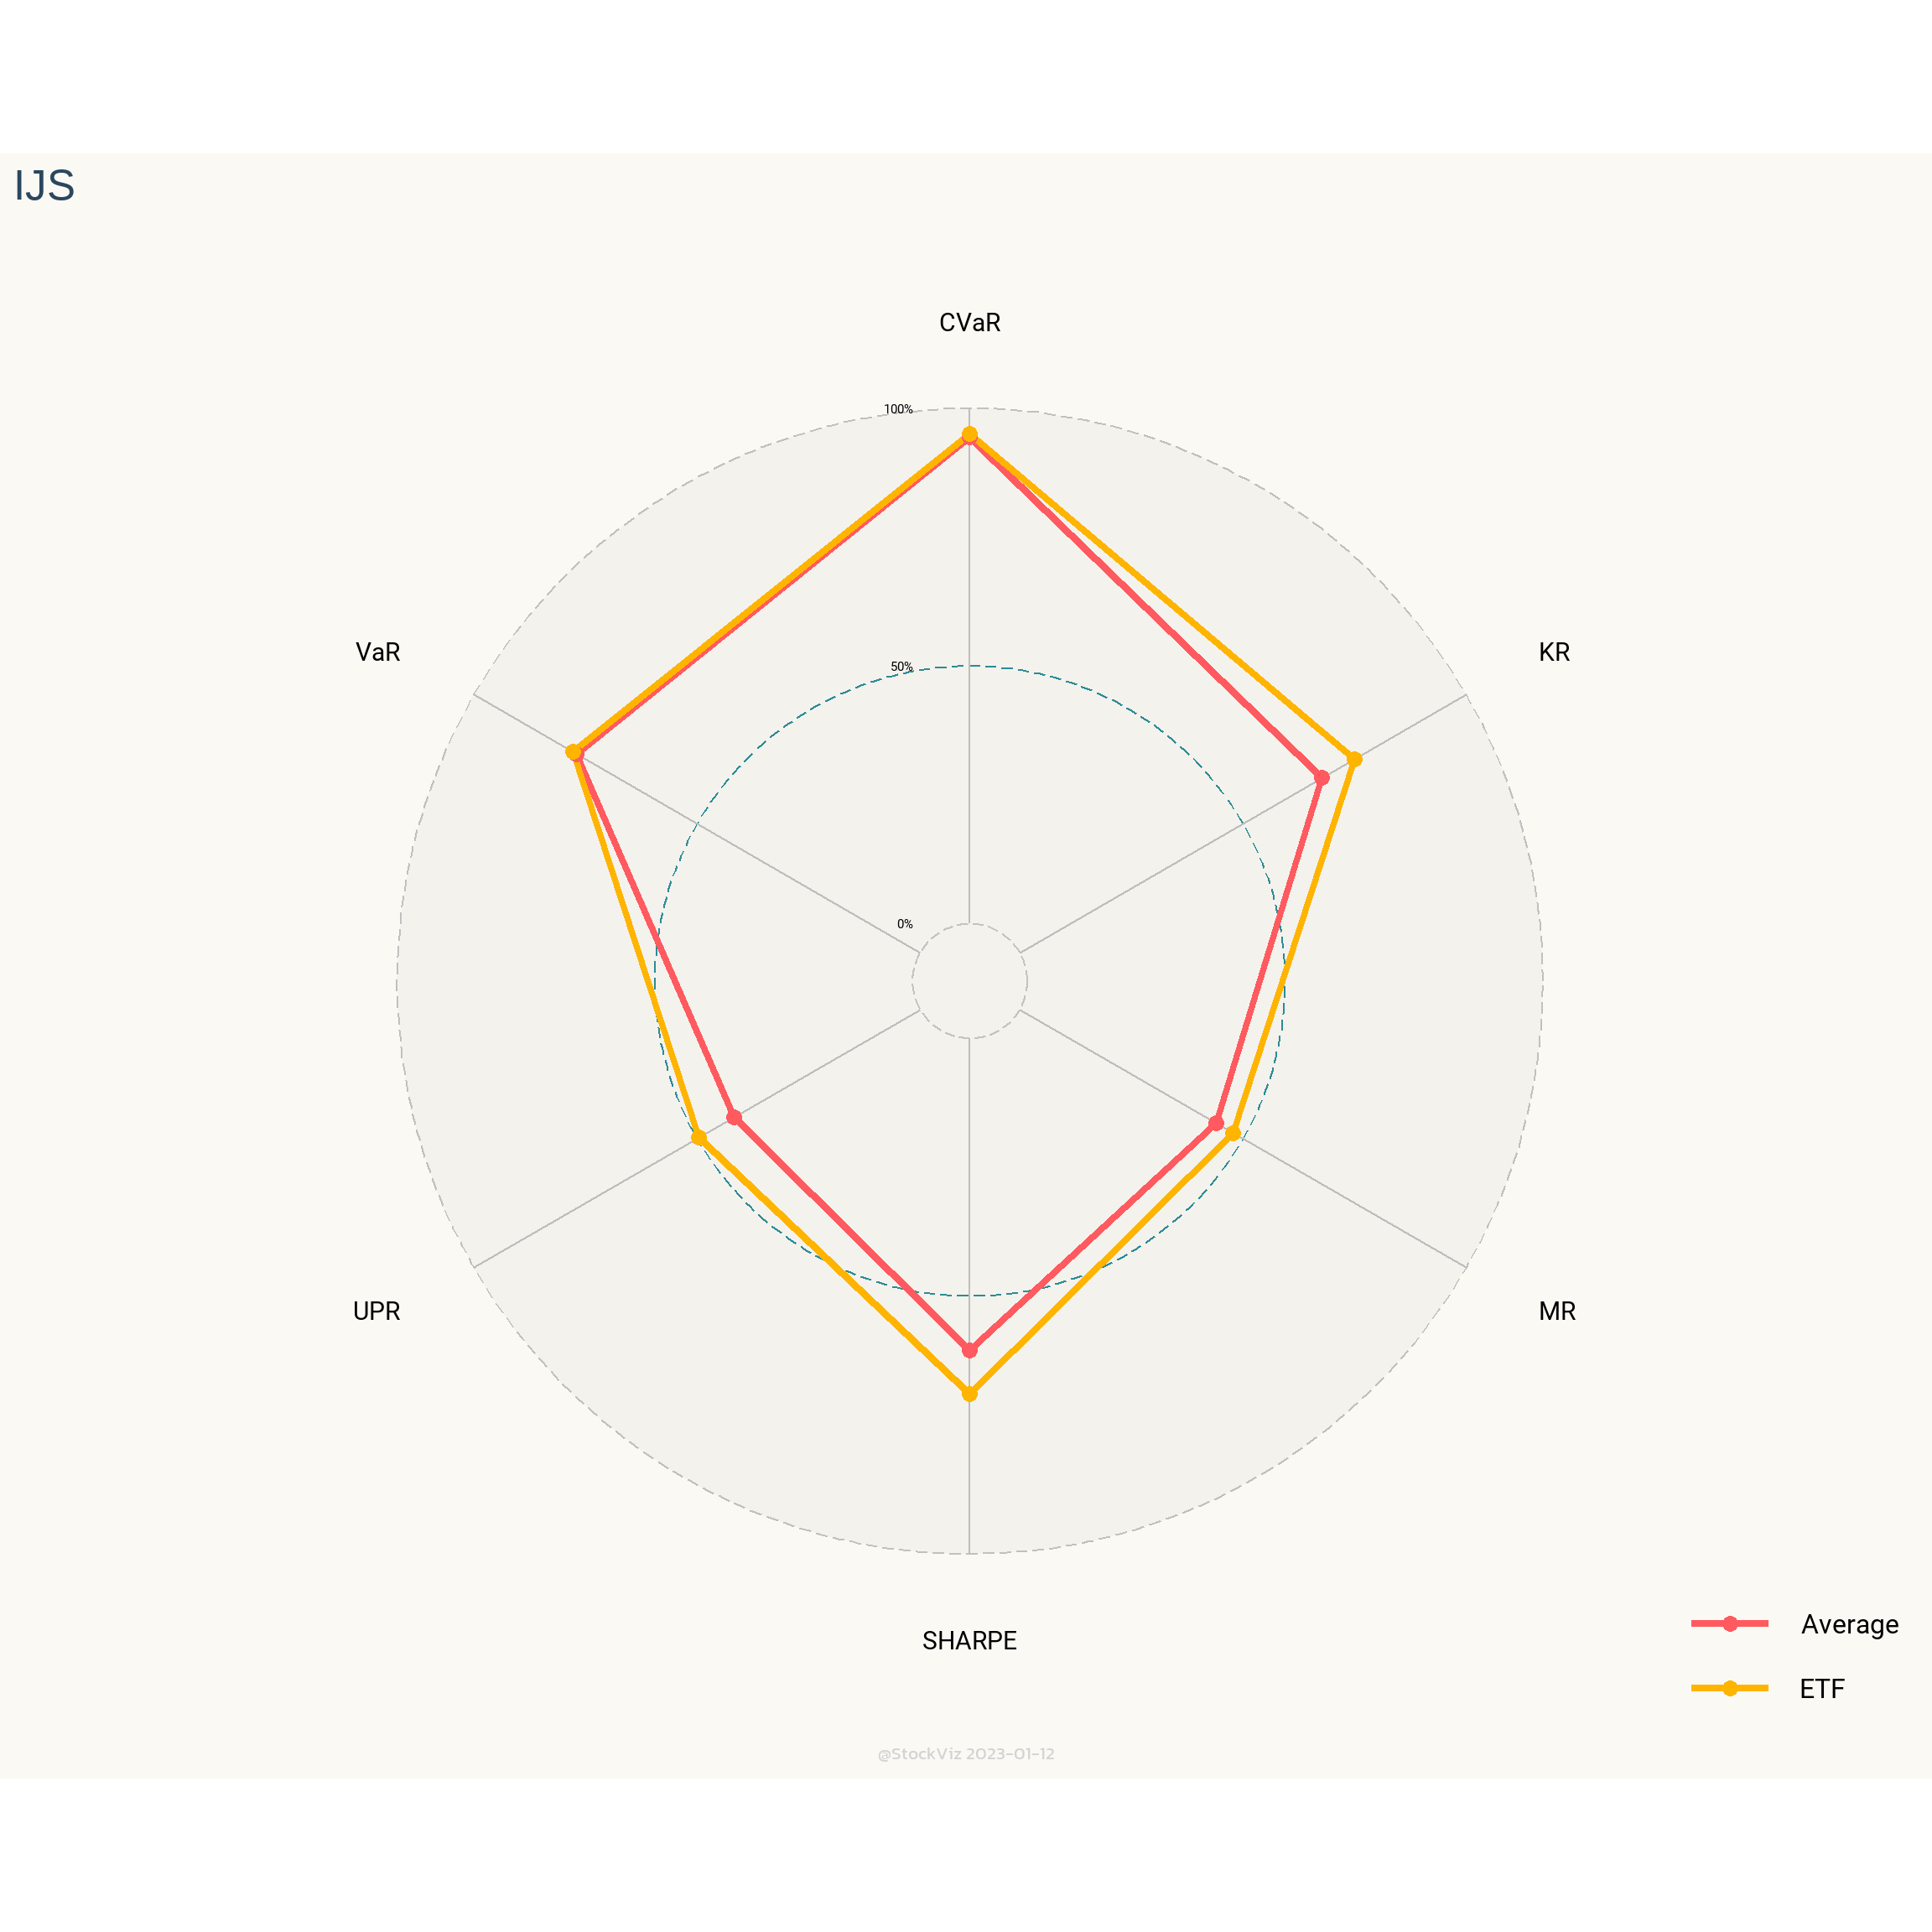 IJS
CVaR
100%
VaR
KR
50%
0%
UPR
MR
SHARPE
Average
ETF
@StockViz 2023-01-12